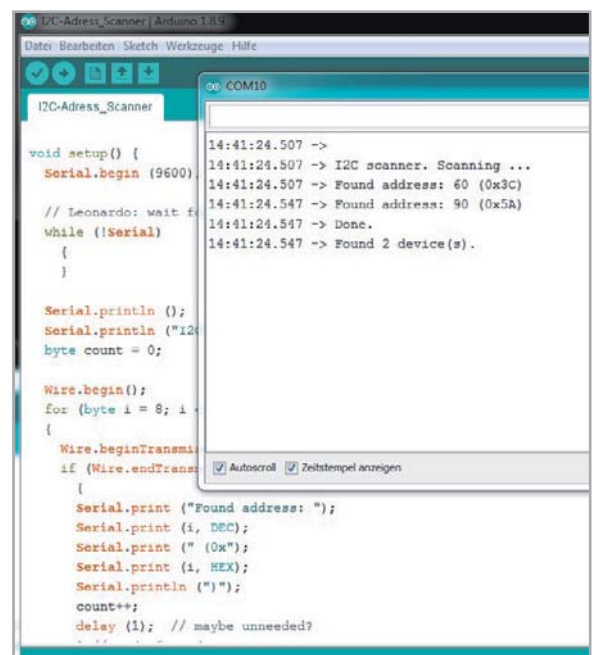 I2C-Adress_Scanner | Arduino 1.8.9
Datei Bearbeiten Sketch Werkzeuge Hilfe
I2C-Adress_Scanner
void setup() {
Serial.begin (9600)
// Leonardo: wait
while (!Serial)
{
}
Serial.println ();
Serial.println ("I2C
byte count = 0;
Wire.begin();
for (byte i = 8; i
{
Wire.beginTransmi
if (Wire.endTrans
{
Serial.print ("Found address: ");
Serial.print (i, DEC);
Serial.print (" (0x");
Serial.print (i, HEX);
Serial.println (")");
count++;
delay (1); // maybe unneeded?
COM10
14:41:24.507 ->
14:41:24.507 -> I2C scanner. Scanning ...
14:41:24.507 -> Found address: 60 (0x3C)
14:41:24.547 -> Found address: 90 (0x5A)
14:41:24.547 -> Done.
14:41:24.547 -> Found 2 device(s).
Autoscroll Zeitstempel anzeigen